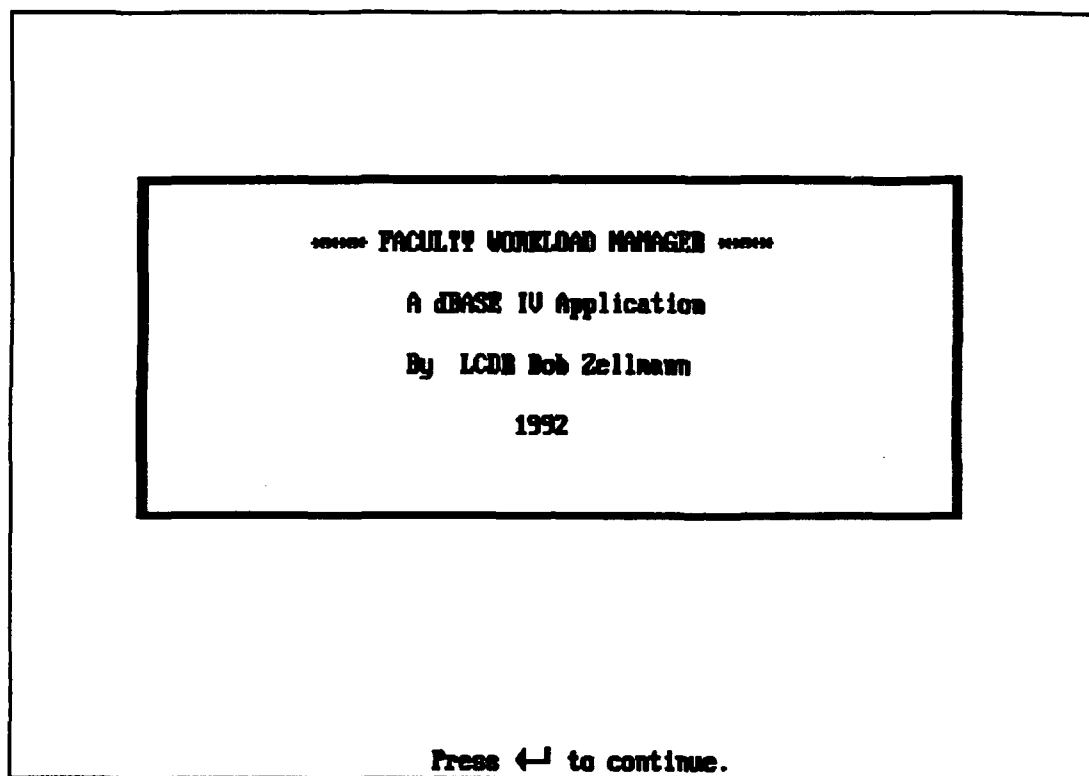 ***** FACULTY WORKLOAD MANAGER *****
A dBASE IV Application
By LCDR Bob Zellmann
1992
Press ◄┘ to continue.